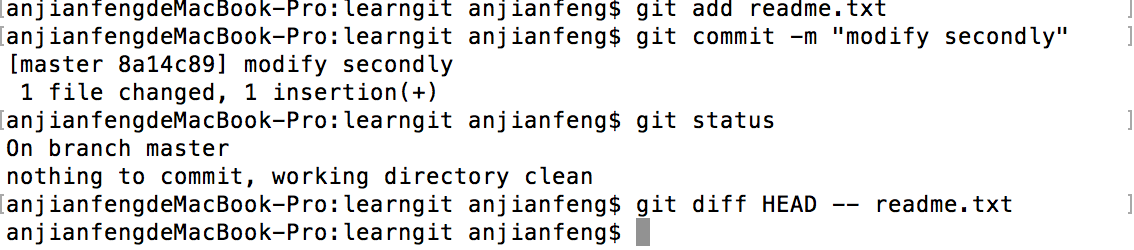 [anjianfengdeMacBook-Pro:learngit anjianfeng$ git add readme.txt ]
[anjianfengdeMacBook-Pro:learngit anjianfeng$ git commit -m "modify secondly" ]
[master 8a14c89] modify secondly
 1 file changed, 1 insertion(+)
[anjianfengdeMacBook-Pro:learngit anjianfeng$ git status ]
On branch master
nothing to commit, working directory clean
[anjianfengdeMacBook-Pro:learngit anjianfeng$ git diff HEAD -- readme.txt ]
anjianfengdeMacBook-Pro:learngit anjianfeng$